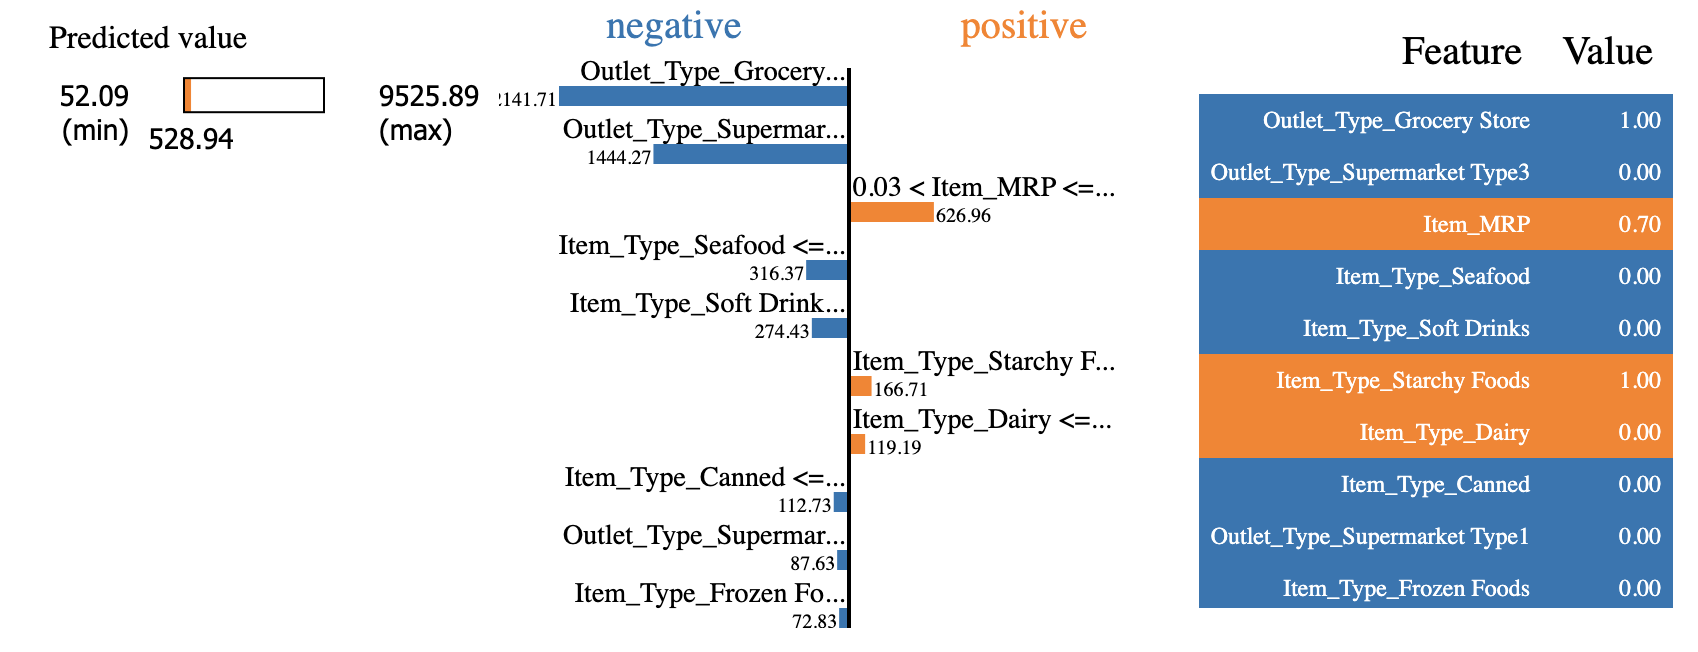 Predicted value
52.09
(min)
528.94
9525.89
(max)
negative
positive
Outlet_Type_Grocery...
2141.71
Outlet_Type_Supermar...
1444.27
0.03 < Item_MRP <=...
626.96
Item_Type_Seafood <=...
316.37
Item_Type_Soft Drink...
274.43
Item_Type_Starchy F...
166.71
Item_Type_Dairy <=...
119.19
Item_Type_Canned <=...
112.73
Outlet_Type_Supermar...
87.63
Item_Type_Frozen Fo...
72.83
Feature Value
Outlet_Type_Grocery Store 1.00
Outlet_Type_Supermarket Type3 0.00
Item_MRP 0.70
Item_Type_Seafood 0.00
Item_Type_Soft Drinks 0.00
Item_Type_Starchy Foods 1.00
Item_Type_Dairy 0.00
Item_Type_Canned 0.00
Outlet_Type_Supermarket Type1 0.00
Item_Type_Frozen Foods 0.00